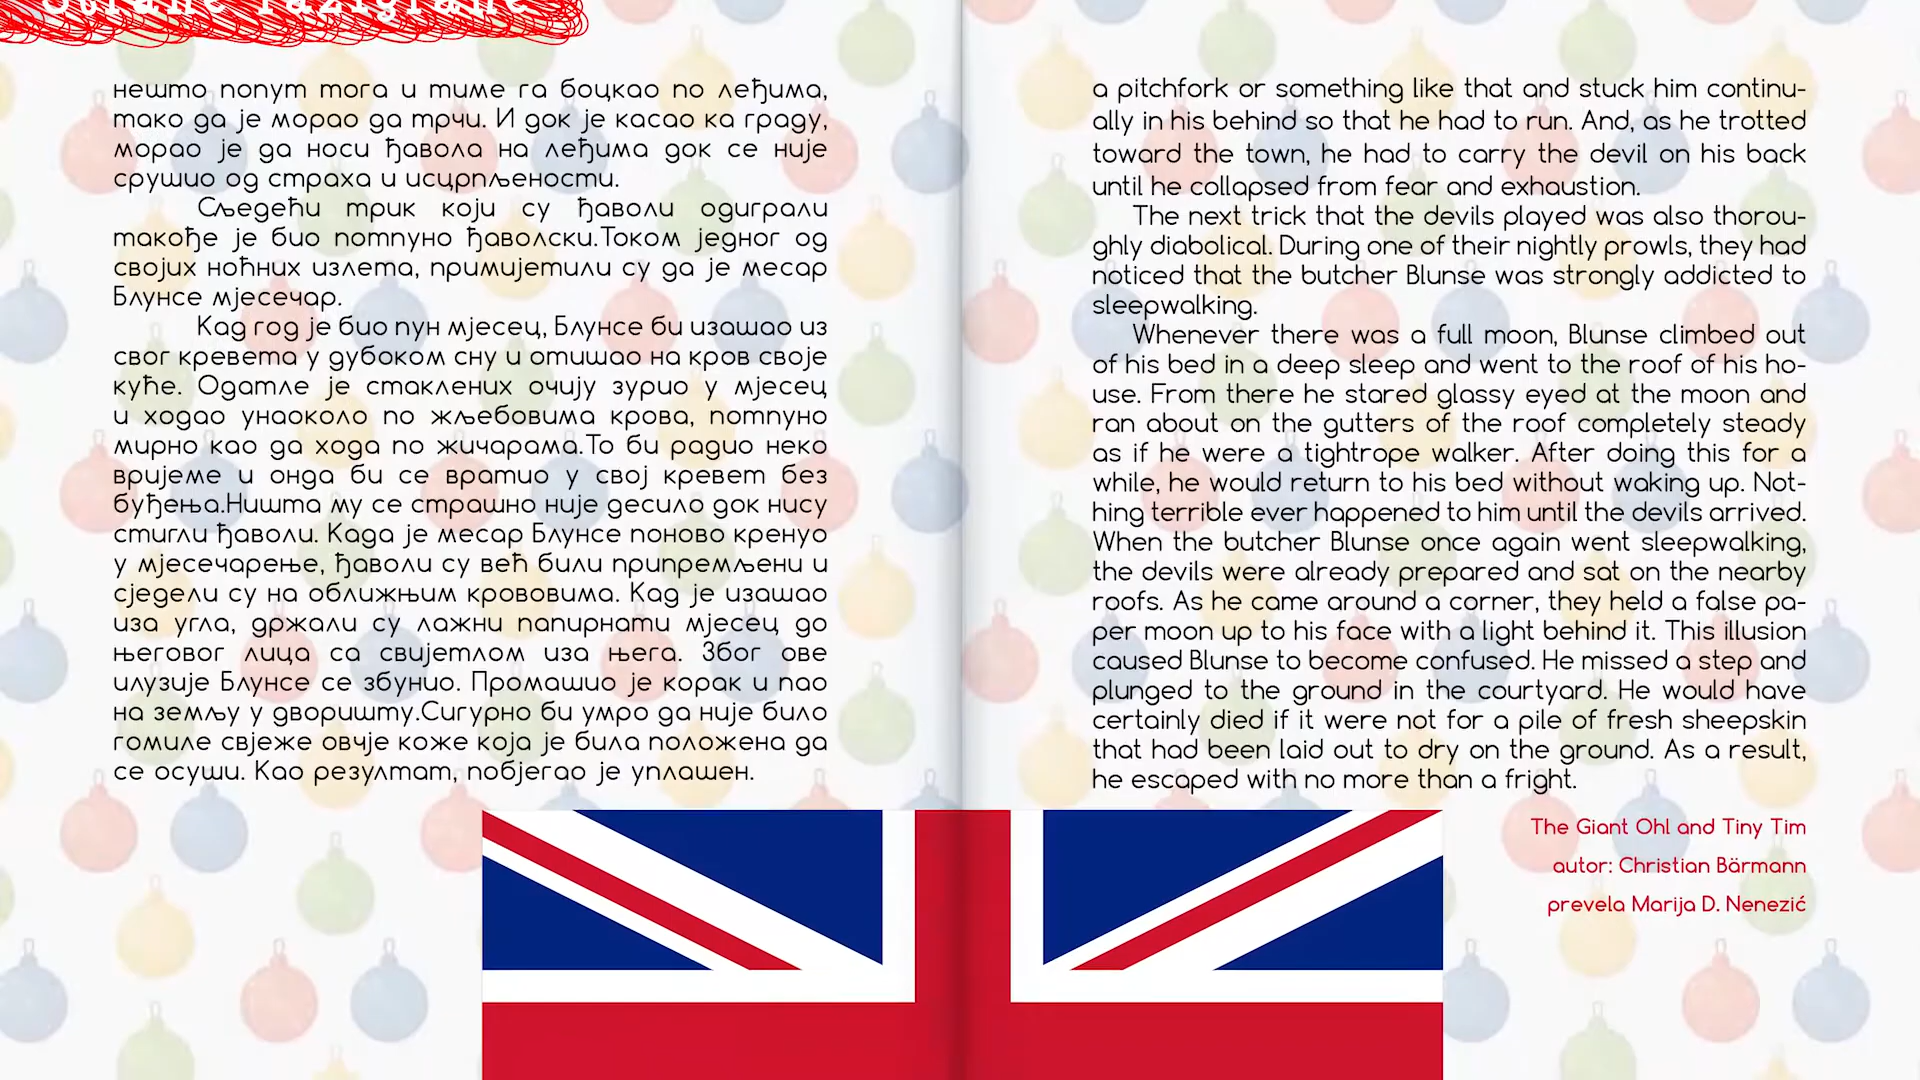 Strane razigrane
нешто попут тога и тиме га боцкао по леђима,
тако да је морао да трчи. И док је касао ка граду,
морао је да носи ђавола на леђима док се није
срушио од страха и исцрпљености.
Сљедећи трик који су ђаволи одиграли
такође је био потпуно ђаволски.Током једног од
својих ноћних излета, примијетили су да је месар
Блунсе мјесечар.
Кад год је био пун мјесец, Блунсе би изашао из
свог кревета у дубоком сну и отишао на кров своје
куће. Одатле је стаклених очију зурио у мјесец
и ходао унаоколо по жљебовима крова, потпуно
мирно као да хода по жичарама.То би радио неко
вријеме и онда би се вратио у свој кревет без
буђења.Ништа му се страшно није десило док нису
стигли ђаволи. Када је месар Блунсе поново кренуо
у мјесечарење, ђаволи су већ били припремљени и
сједели су на оближњим крововима. Кад је изашао
иза угла, држали су лажни папирнати мјесец до
његовог лица са свијетлом иза њега. Због ове
илузије Блунсе се збунио. Промашио је корак и пао
на земљу у дворишту.Сигурно би умро да није било
гомиле свјеже овчје коже која је била положена да
се осуши. Као резултат, побјегао је уплашен.
a pitchfork or something like that and stuck him continu-
ally in his behind so that he had to run. And, as he trotted
toward the town, he had to carry the devil on his back
until he collapsed from fear and exhaustion.
The next trick that the devils played was also thorou-
ghly diabolical. During one of their nightly prowls, they had
noticed that the butcher Blunse was strongly addicted to
sleepwalking.
Whenever there was a full moon, Blunse climbed out
of his bed in a deep sleep and went to the roof of his ho-
use. From there he stared glassy eyed at the moon and
ran about on the gutters of the roof completely steady
as if he were a tightrope walker. After doing this for a
while, he would return to his bed without waking up. Not-
hing terrible ever happened to him until the devils arrived.
When the butcher Blunse once again went sleepwalking,
the devils were already prepared and sat on the nearby
roofs. As he came around a corner, they held a false pa-
per moon up to his face with a light behind it. This illusion
caused Blunse to become confused. He missed a step and
plunged to the ground in the courtyard. He would have
certainly died if it were not for a pile of fresh sheepskin
that had been laid out to dry on the ground. As a result,
he escaped with no more than a fright.
The Giant Ohl and Tiny Tim
autor: Christian Bärmann
prevela Marija D. Nenezić